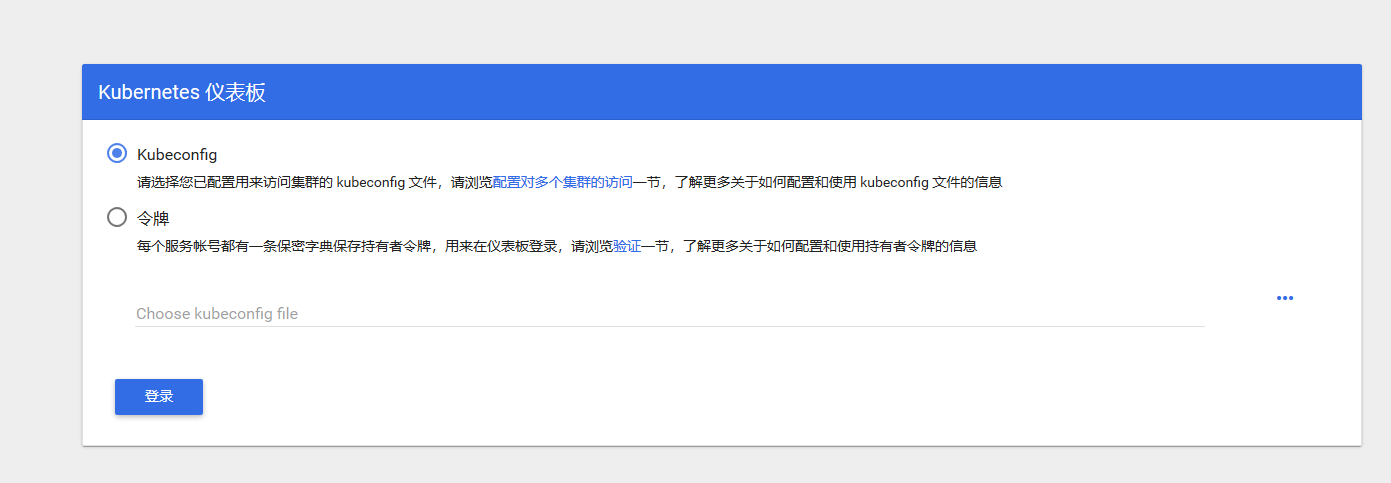 Kubernetes 仪表板
Kubeconfig
请选择您已配置用来访问集群的 kubeconfig 文件，请浏览配置对多个集群的访问一节，了解更多关于如何配置和使用 kubeconfig 文件的信息
令牌
每个服务帐号都有一条保密字典保存持有者令牌，用来在仪表板登录，请浏览验证一节，了解更多关于如何配置和使用持有者令牌的信息
Choose kubeconfig file
登录